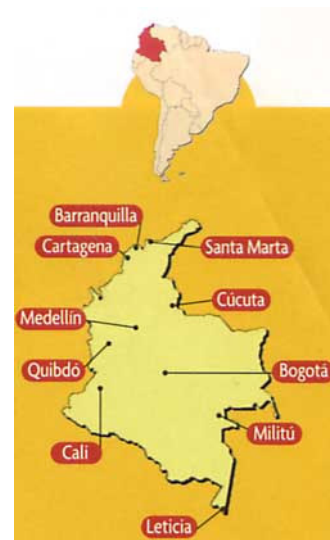 Barranquilla
Cartagena
Santa Marta
Cúcuta
Medellín
Quibdó
Bogotá
Militú
Cali
Leticia